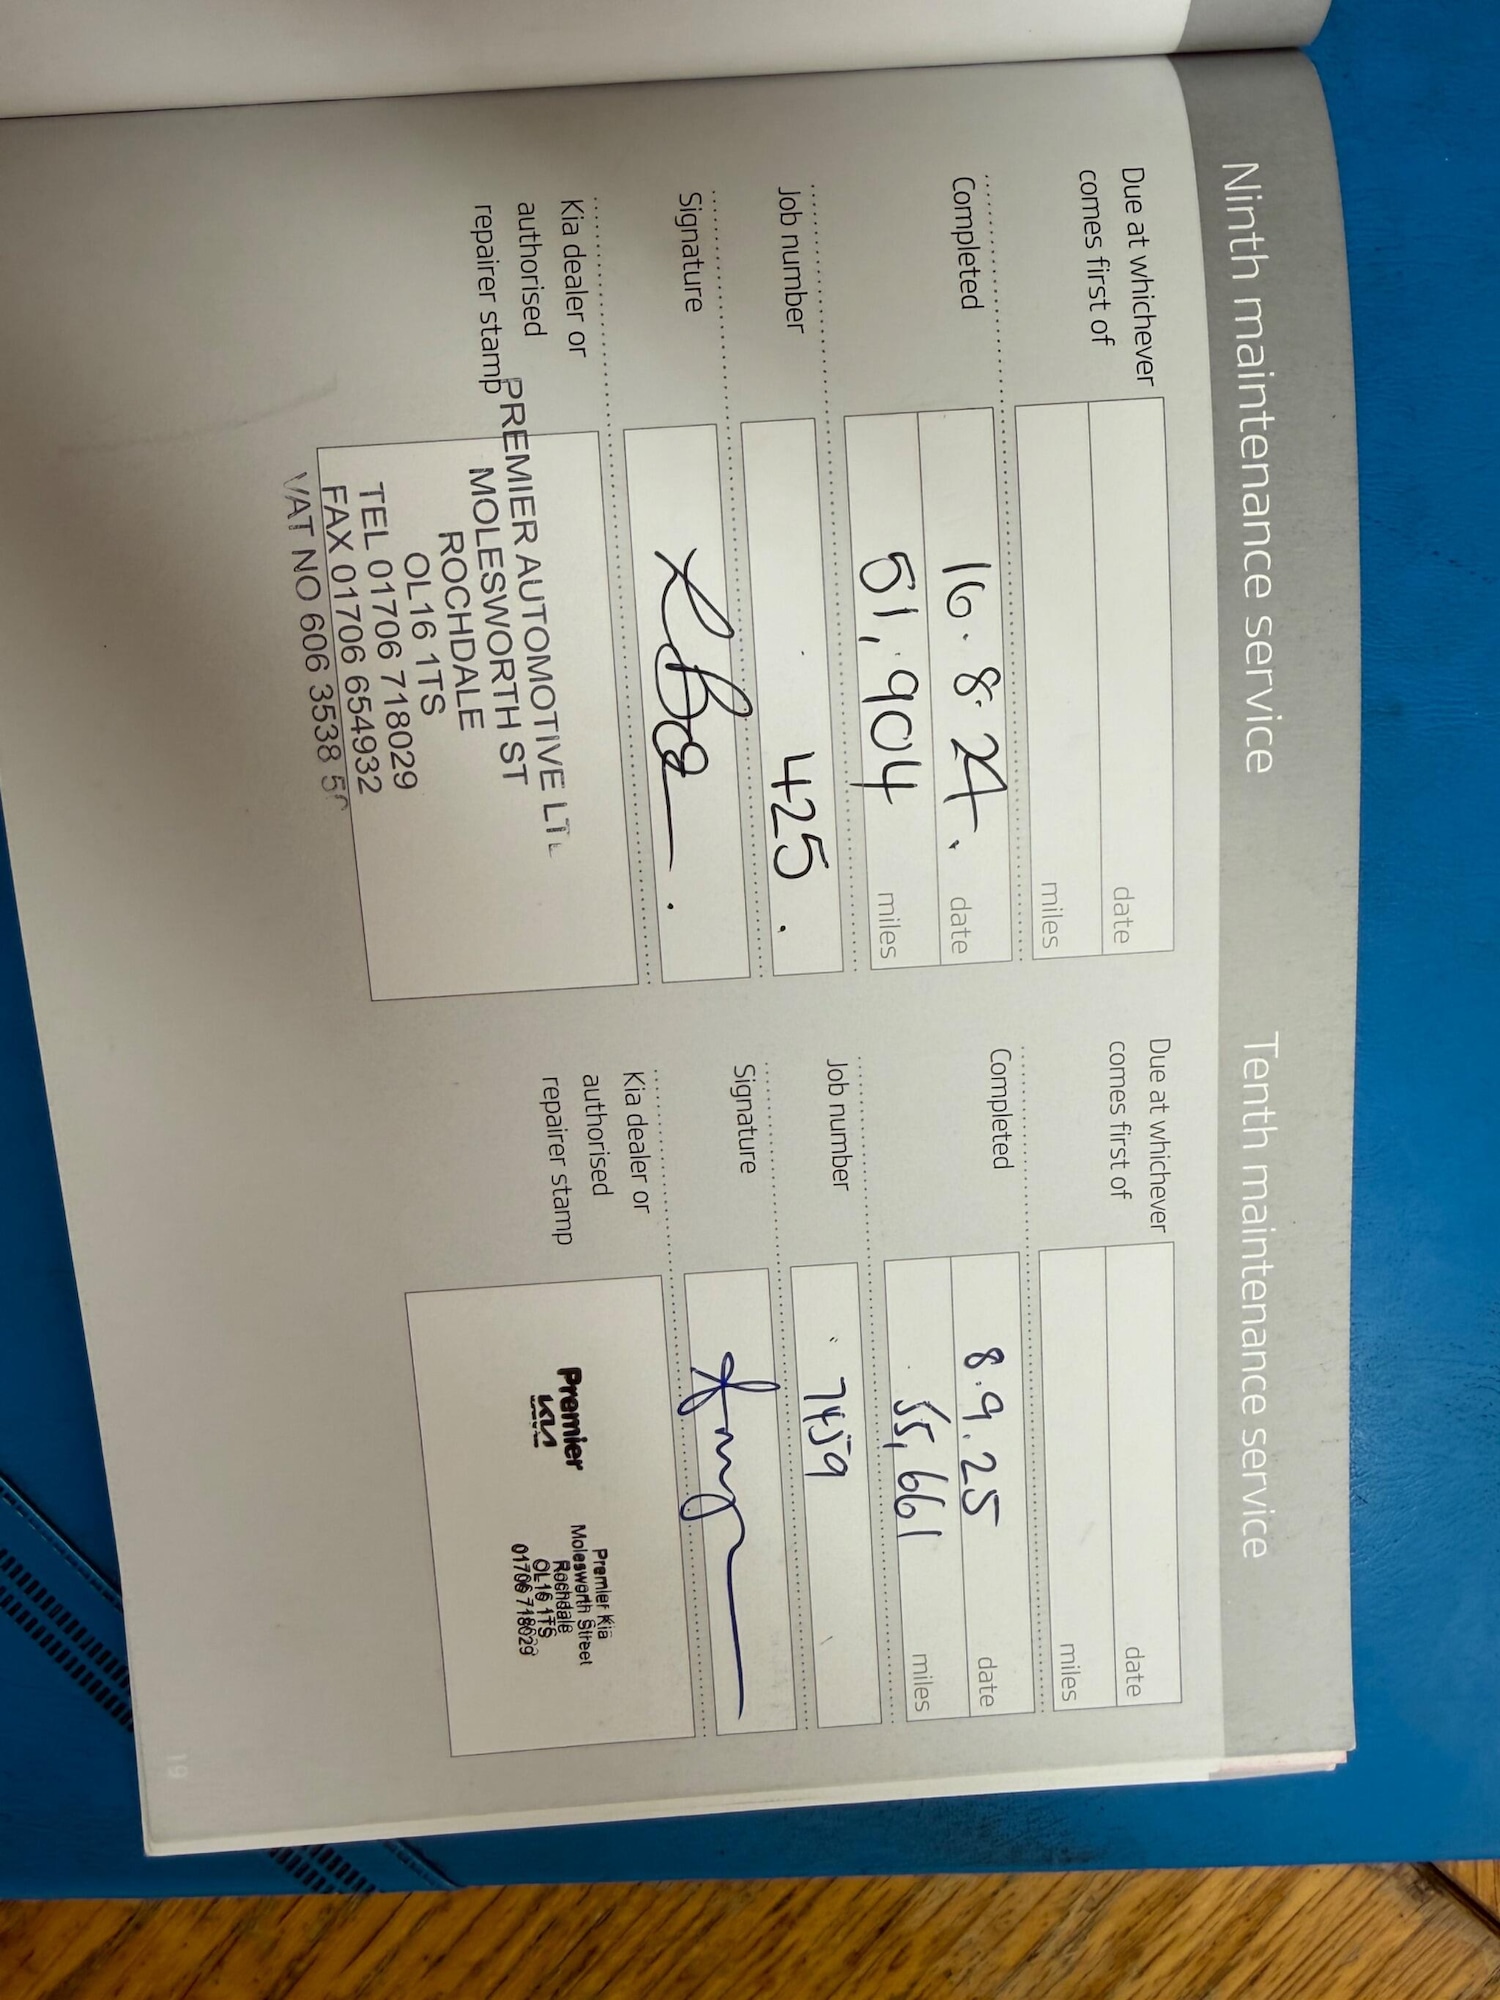 Ninth maintenance service
Due at whichever
comes first of
date
miles
Completed
16.8.24.
date
51,904
miles
Job number
425.
Signature
Kia dealer or
authorised
repairer stamp
PREMIER AUTOMOTIVE
MOLESWORTH ST
ROCHDALE
OL16 1TS
TEL 01706 718029
FAX 01706 654932
VAT NO 606 3538
Tenth maintenance service
Due at whichever
comes first of
date
miles
Completed
8.9.25
date
55,661
miles
Job number
7459
Signature
Kia dealer or
authorised
repairer stamp
Premier
KIA
Premier Kia
Molesworth Street
Rochdale
OL16 1TS
01706 718029
19